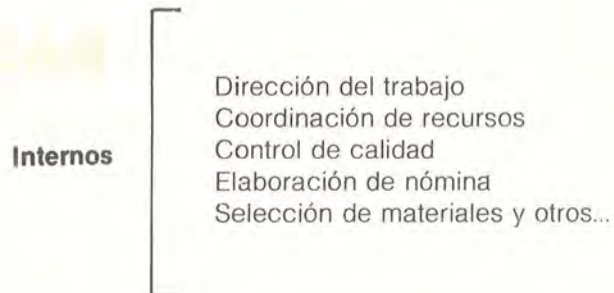 Internos
Dirección del trabajo
Coordinación de recursos
Control de calidad
Elaboración de nómina
Selección de materiales y otros...